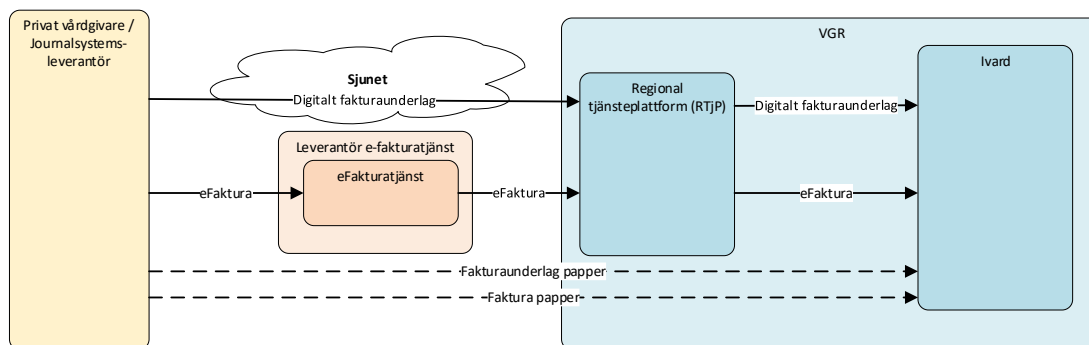 Privat vårdgivare /
Journalsystems-
leverantör
VGR
Sjunet
Digitalt fakturaunderlag
Regional
tjänsteplattform (RTjP)
Digitalt fakturaunderlag
Ivard
Leverantör e-fakturatjänst
eFakturatjänst
eFaktura
eFaktura
eFaktura
Fakturaunderlag papper
Faktura papper